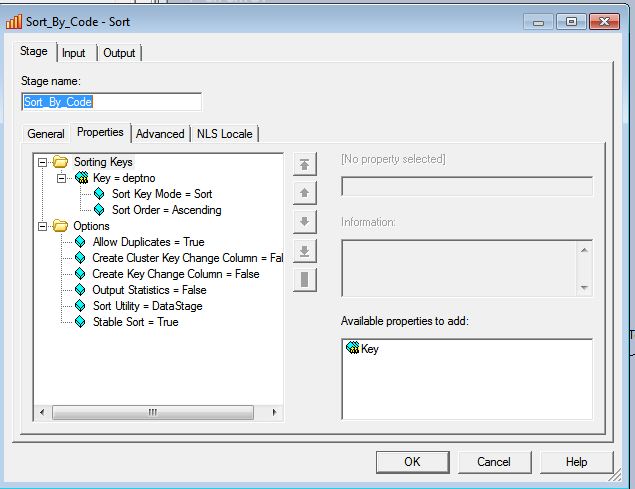 Sort_By_Code - Sort
Stage Input Output
Stage name:
Sort_By_Code
General Properties Advanced NLS Locale
Sorting Keys
Key = deptno
Sort Key Mode = Sort
Sort Order = Ascending
Options
Allow Duplicates = True
Create Cluster Key Change Column = Fal
Create Key Change Column = False
Output Statistics = False
Sort Utility = DataStage
Stable Sort = True
[No property selected]
Information:
Available properties to add:
Key
OK Cancel Help